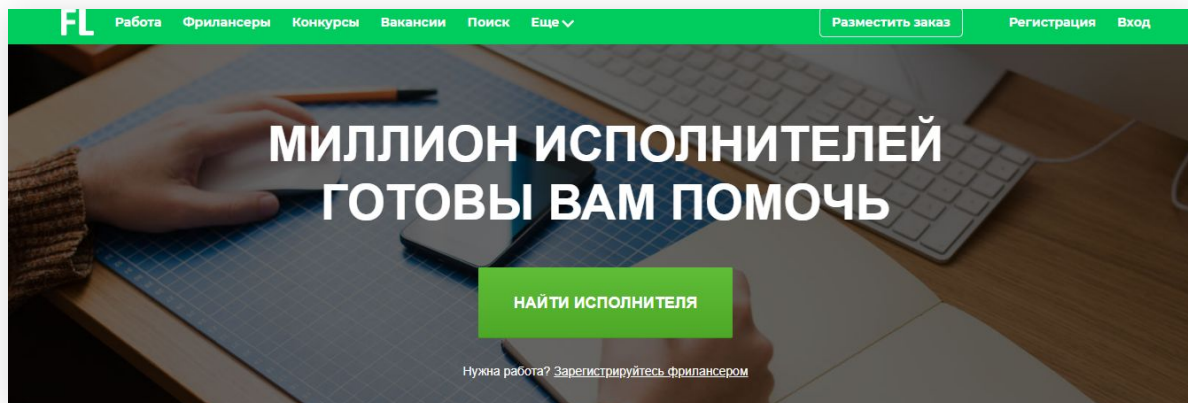 FL Работа Фрилансеры Конкурсы Вакансии Поиск Еще Разместить заказ Регистрация Вход
МИЛЛИОН ИСПОЛНИТЕЛЕЙ
ГОТОВЫ ВАМ ПОМОЧЬ
НАЙТИ ИСПОЛНИТЕЛЯ
Нужна работа? Зарегистрируйтесь фрилансером